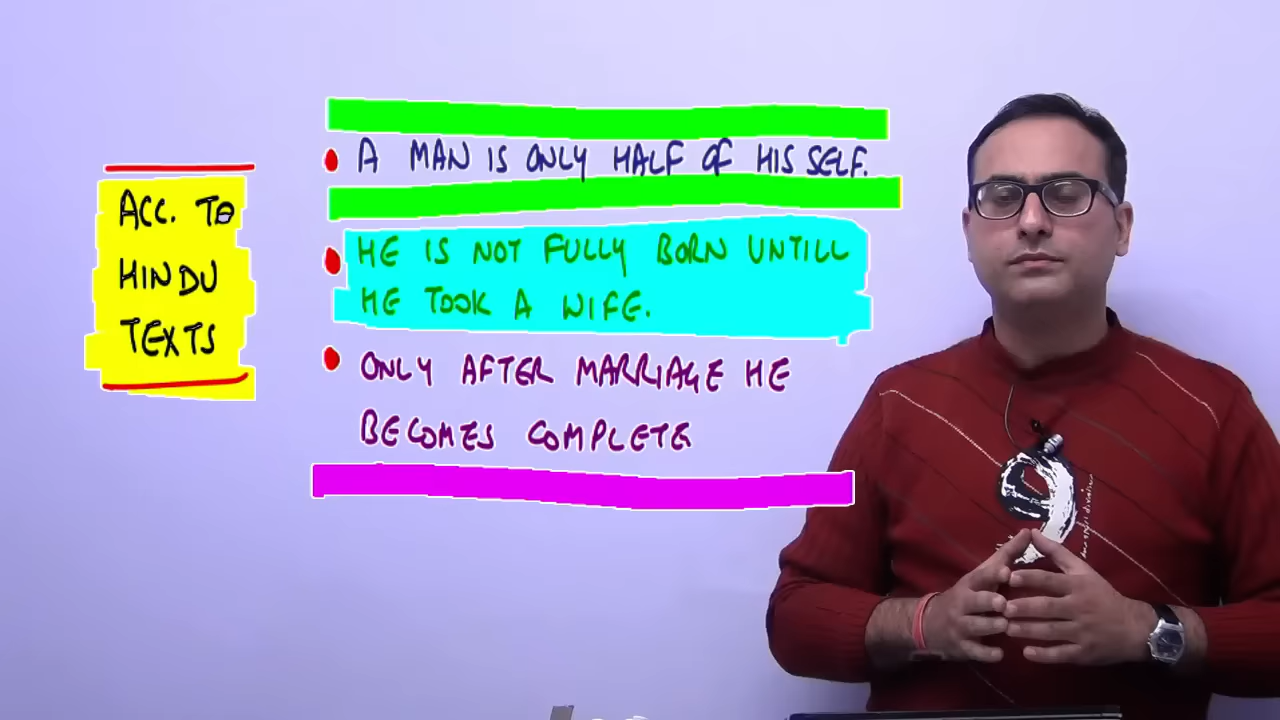 ACC. TO
HINDU
TEXTS
• A MAN IS ONLY HALF OF HIS SELF.
• HE IS NOT FULLY BORN UNTILL
HE TOOK A WIFE.
• ONLY AFTER MARRIAGE HE
BECOMES COMPLETE
9